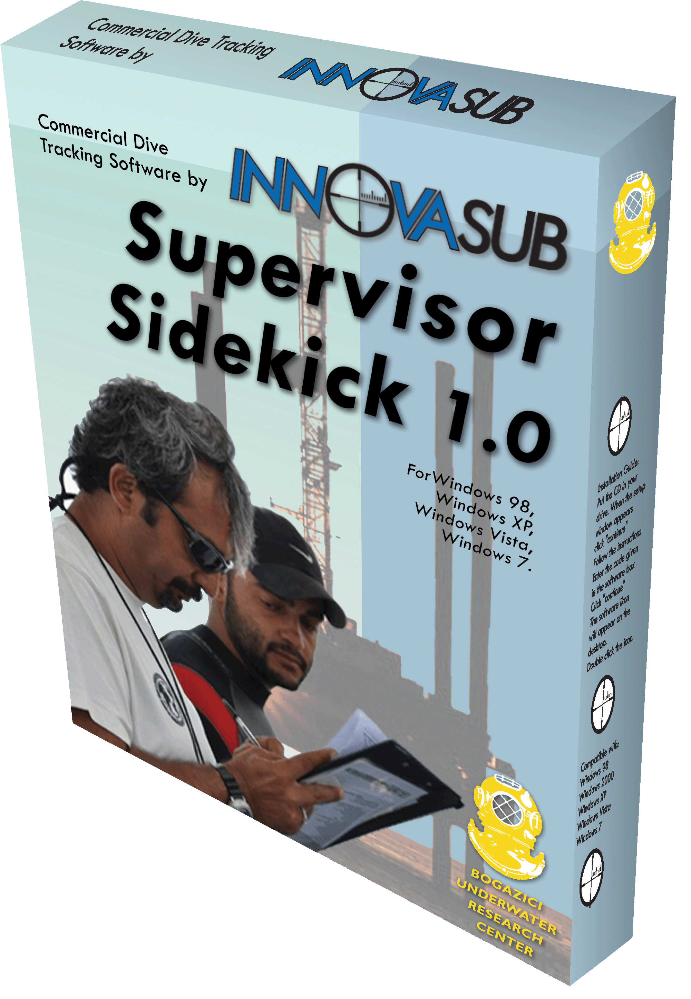 Commercial Dive Tracking
Software by
INNOVASUB
Commercial Dive
Tracking Software by
INNOVASUB
Supervisor
Sidekick 1.0
For Windows 98,
Windows XP,
Windows Vista,
Windows 7.
BOGAZICI
UNDERWATER
RESEARCH
CENTER
Installation Guide:
Put the CD in your
drive. When the setup
window appears
click "continue"
Follow the instructions
Enter the code given
in the software box
Click "continue"
The software ikon
will appear on the
desktop.
Double click the icon.
Compatible with:
Windows 98
Windows 2000
Windows XP
Windows Vista
Windows 7